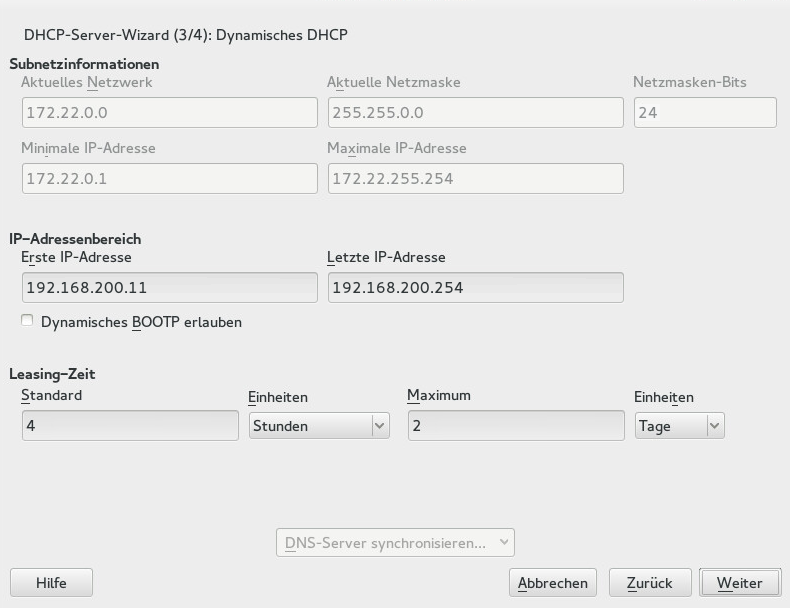 DHCP-Server-Wizard (3/4): Dynamisches DHCP
Subnetzinformationen
Aktuelles Netzwerk Aktuelle Netzmaske Netzmasken-Bits
172.22.0.0 255.255.0.0 24
Minimale IP-Adresse Maximale IP-Adresse
172.22.0.1 172.22.255.254
IP-Adressenbereich
Erste IP-Adresse Letzte IP-Adresse
192.168.200.11 192.168.200.254
Dynamisches BOOTP erlauben
Leasing-Zeit
Standard Einheiten Maximum Einheiten
4 Stunden 2 Tage
DNS-Server synchronisieren...
Hilfe Abbrechen Zurück Weiter